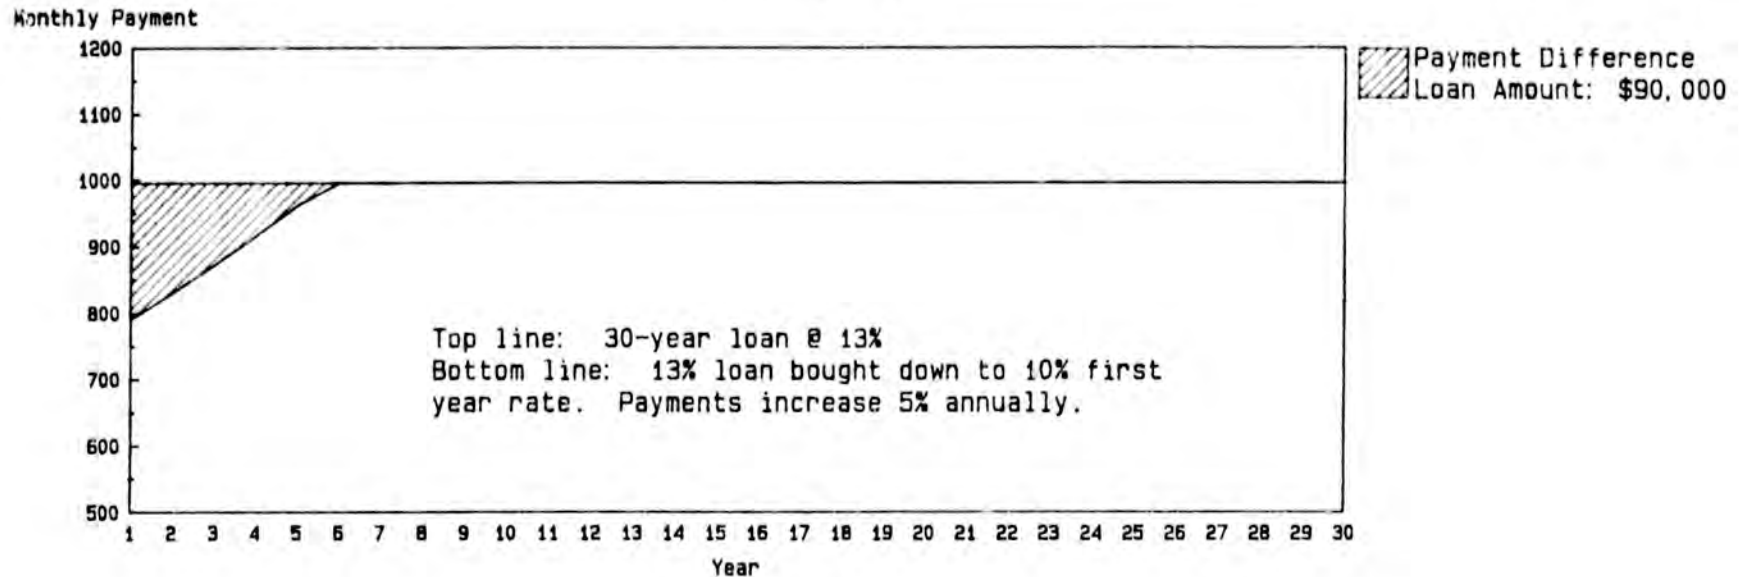 Monthly Payment
1200
1100
1000
900
800
700
600
500
1 2 3 4 5 6 7 8 9 10 11 12 13 14 15 16 17 18 19 20 21 22 23 24 25 26 27 28 29 30
Year
Payment Difference
Loan Amount: $90,000
Top line: 30-year loan @ 13%
Bottom line: 13% loan bought down to 10% first
year rate. Payments increase 5% annually.